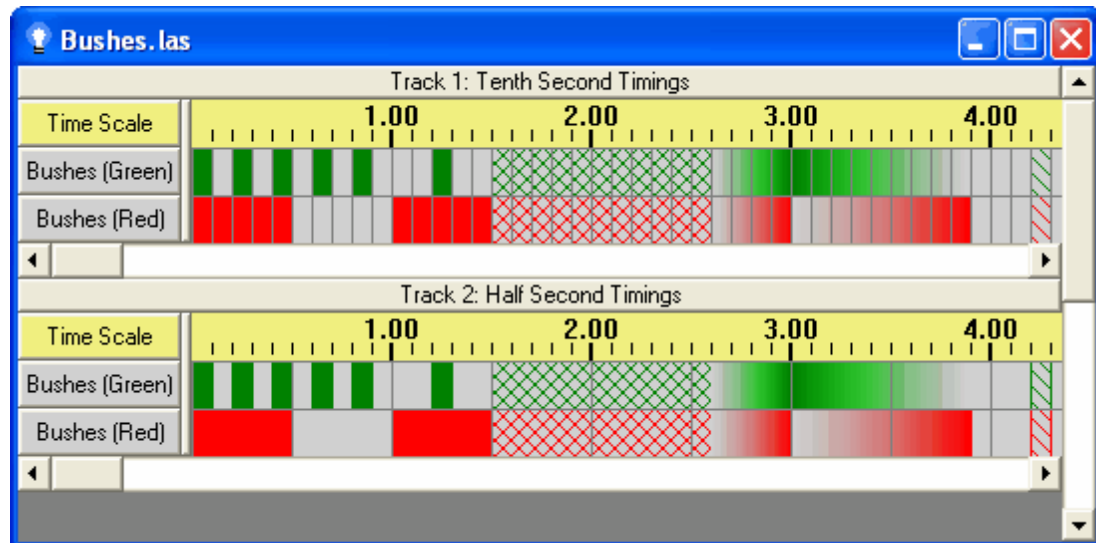 Bushes.las
Track 1: Tenth Second Timings
Time Scale 1.00 2.00 3.00 4.00
Bushes (Green)
Bushes (Red)
Track 2: Half Second Timings
Time Scale 1.00 2.00 3.00 4.00
Bushes (Green)
Bushes (Red)